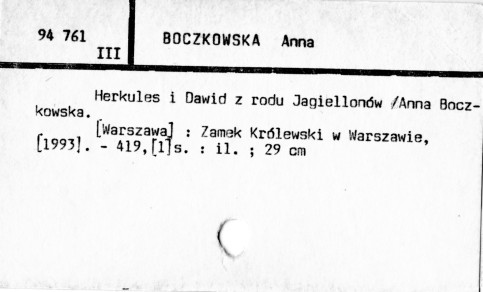 94 761
III
BOCZKOWSKA Anna
Herkules i Dawid z rodu Jagiellonów /Anna Bocz-
kowska.
[Warszawa] : Zamek Królewski w Warszawie,
[1993]. - 419,[1]s. : il. ; 29 cm